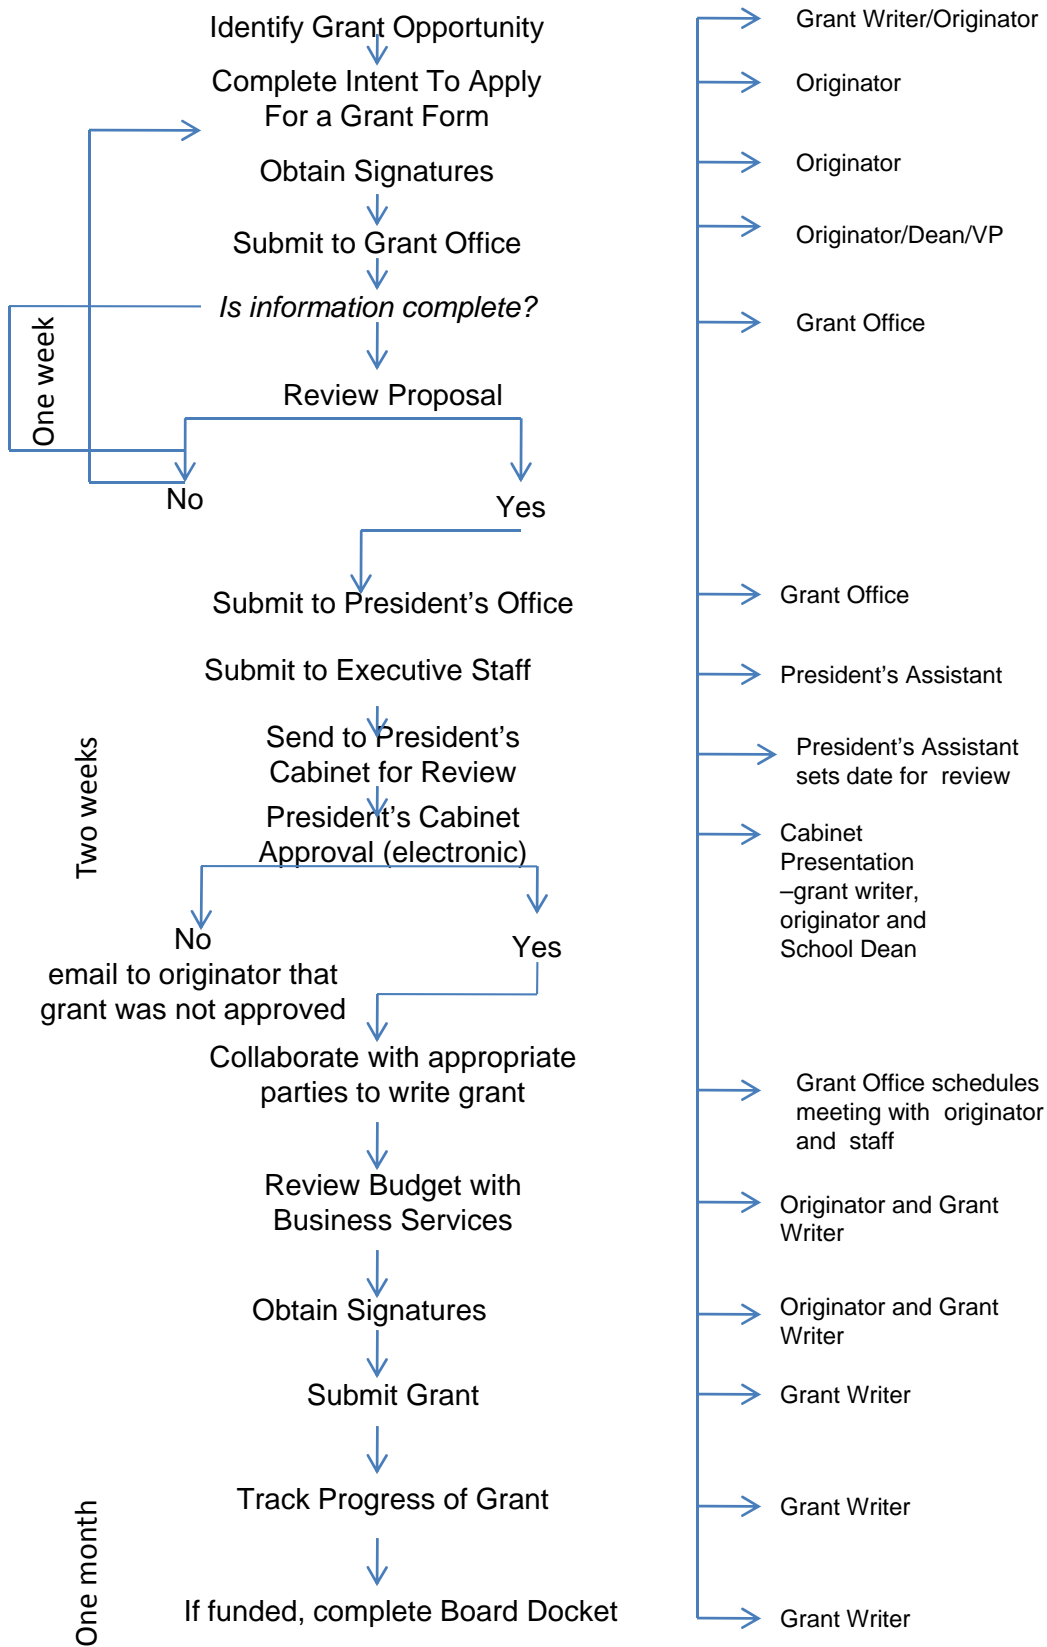 Identify Grant Opportunity
Grant Writer/Originator
Complete Intent To Apply
For a Grant Form
Originator
Obtain Signatures
Originator
Submit to Grant Office
Originator/Dean/VP
Is information complete?
Grant Office
One week
Review Proposal
No
Yes
Submit to President’s Office
Grant Office
Submit to Executive Staff
President’s Assistant
Two weeks
Send to President’s
Cabinet for Review
President’s Assistant
sets date for review
President’s Cabinet
Approval (electronic)
Cabinet
Presentation
–grant writer,
originator and
School Dean
No
email to originator that
grant was not approved
Yes
Collaborate with appropriate
parties to write grant
Grant Office schedules
meeting with originator
and staff
Review Budget with
Business Services
Originator and Grant
Writer
Obtain Signatures
Originator and Grant
Writer
Submit Grant
Grant Writer
Track Progress of Grant
Grant Writer
One month
If funded, complete Board Docket
Grant Writer